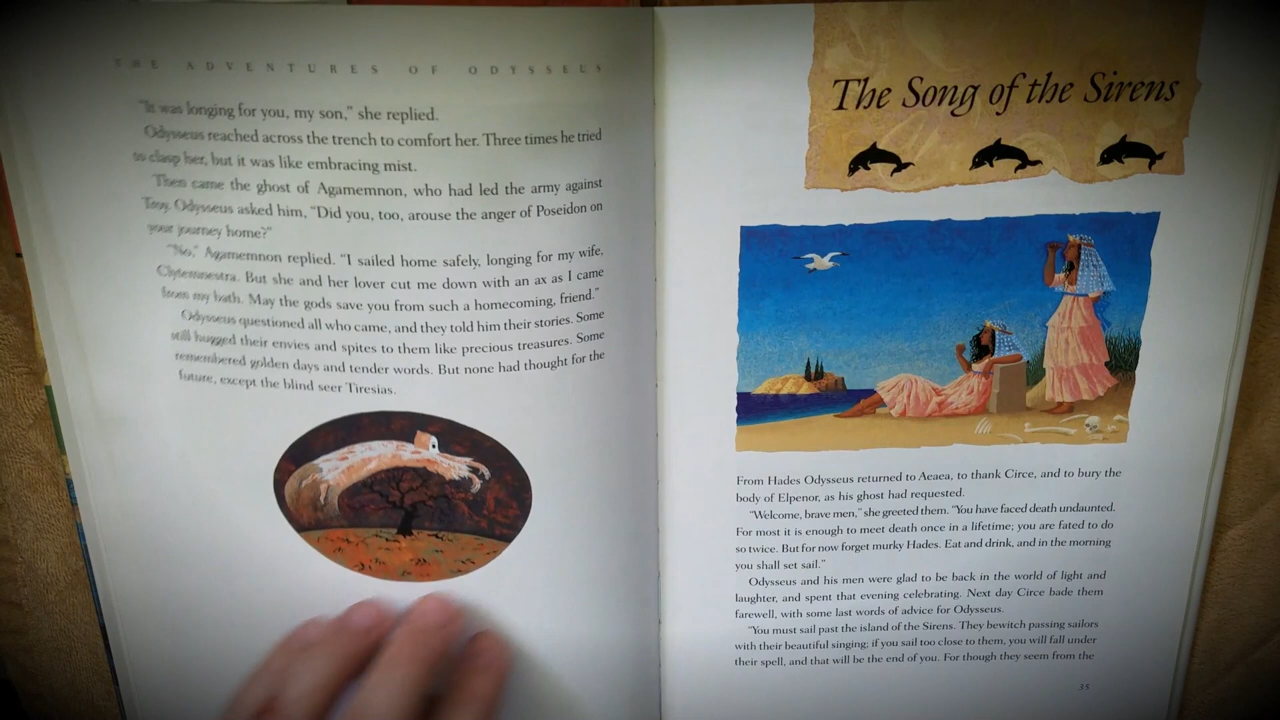 THE ADVENTURES OF ODYSSEUS
"It was longing for you, my son," she replied.
Odysseus reached across the trench to comfort her. Three times he tried
to clasp her, but it was like embracing mist.
Then came the ghost of Agamemnon, who had led the army against
Troy. Odysseus asked him, "Did you, too, arouse the anger of Poseidon on
your journey home?"
"No," Agamemnon replied. "I sailed home safely, longing for my wife,
Clytemnestra. But she and her lover cut me down with an ax as I came
from my bath. May the gods save you from such a homecoming, friend."
Odysseus questioned all who came, and they told him their stories. Some
still hugged their envies and spites to them like precious treasures. Some
remembered golden days and tender words. But none had thought for the
future, except the blind seer Tiresias.
The Song of the Sirens
From Hades Odysseus returned to Aeaea, to thank Circe, and to bury the
body of Elpenor, as his ghost had requested.
"Welcome, brave men," she greeted them. "You have faced death undaunted.
For most it is enough to meet death once in a lifetime; you are fated to do
so twice. But for now forget murky Hades. Eat and drink, and in the morning
you shall set sail."
Odysseus and his men were glad to be back in the world of light and
laughter, and spent that evening celebrating. Next day Circe bade them
farewell, with some last words of advice for Odysseus.
"You must sail past the island of the Sirens. They bewitch passing sailors
with their beautiful singing; if you sail too close to them, you will fall under
their spell, and that will be the end of you. For though they seem from the
35